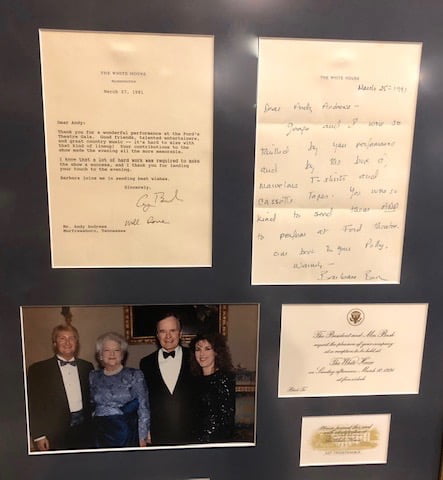 THE WHITE HOUSE
WASHINGTON
March 27, 1991
Dear Andy:
Thank you for a wonderful performance at the Ford's
Theatre Gala. Good friends, talented entertainers,
and great country music -- it's hard to miss with
that kind of lineup! Your contributions to the
show made the evening all the more memorable.
I know that a lot of hard work was required to make
the show a success, and I thank you for lending
your touch to the evening.
Barbara joins me in sending best wishes.
Sincerely,
Well Done
Mr. Andy Andrews
Murfreesboro, Tennessee
THE WHITE HOUSE
March 25 1991
Dear Andy Andrews -
George and I were so
thrilled by your performance
and by the box of
marvelous T-shirts and
cassette tapes. You were so
kind to send them AND
to perform at Ford theatre.
our love to you Polly.
Warmly -
Barbara Bush
The President and Mrs. Bush
request the pleasure of your company
at a reception to be held at
The White House
on Sunday afternoon, March 17, 1991
at five o'clock